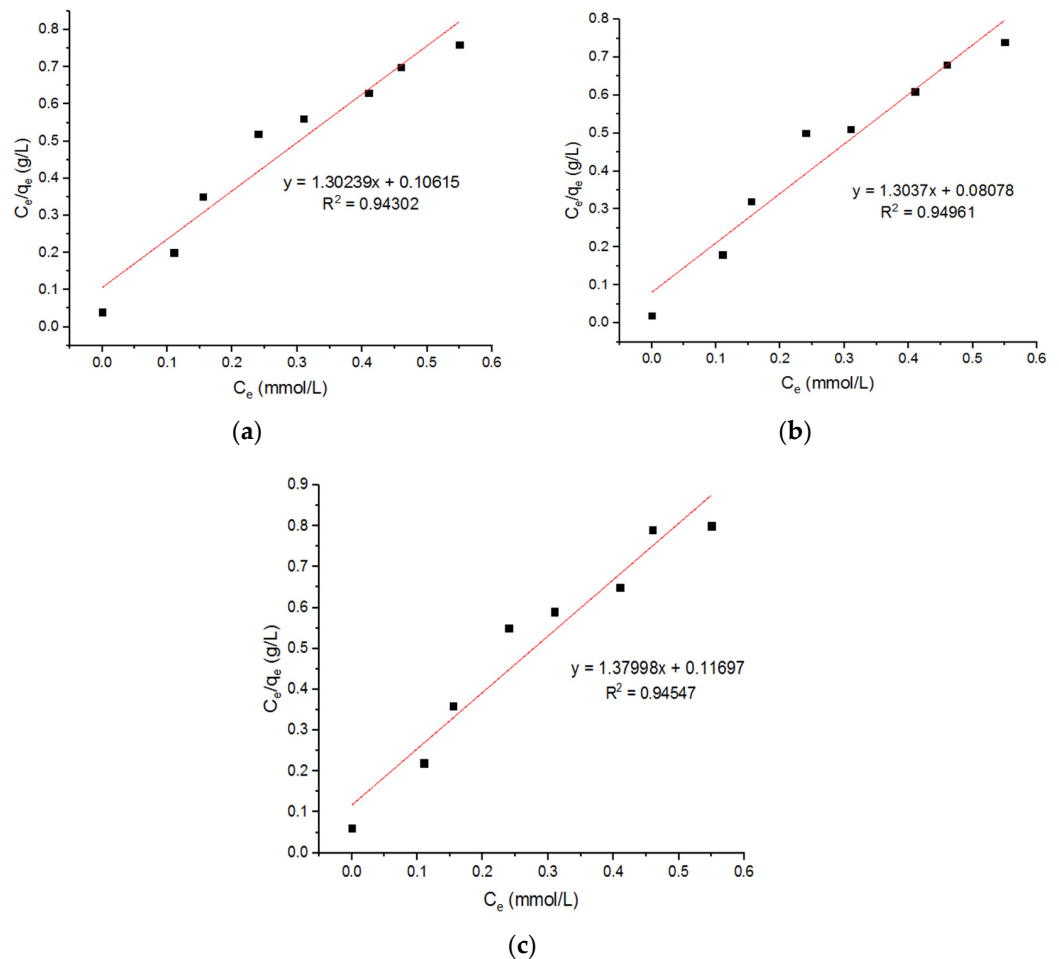 0.8
0.7
0.6
0.5
0.4
0.3
0.2
0.1
0.0
Ce/qe (g/L)
y = 1.30239x + 0.10615
R² = 0.94302
0.0 0.1 0.2 0.3 0.4 0.5 0.6
Ce (mmol/L)
(a)
0.8
0.7
0.6
0.5
0.4
0.3
0.2
0.1
0.0
Ce/qe (g/L)
y = 1.3037x + 0.08078
R² = 0.94961
0.0 0.1 0.2 0.3 0.4 0.5 0.6
Ce (mmol/L)
(b)
0.9
0.8
0.7
0.6
0.5
0.4
0.3
0.2
0.1
0.0
Ce/qe (g/L)
y = 1.37998x + 0.11697
R² = 0.94547
0.0 0.1 0.2 0.3 0.4 0.5 0.6
Ce (mmol/L)
(c)